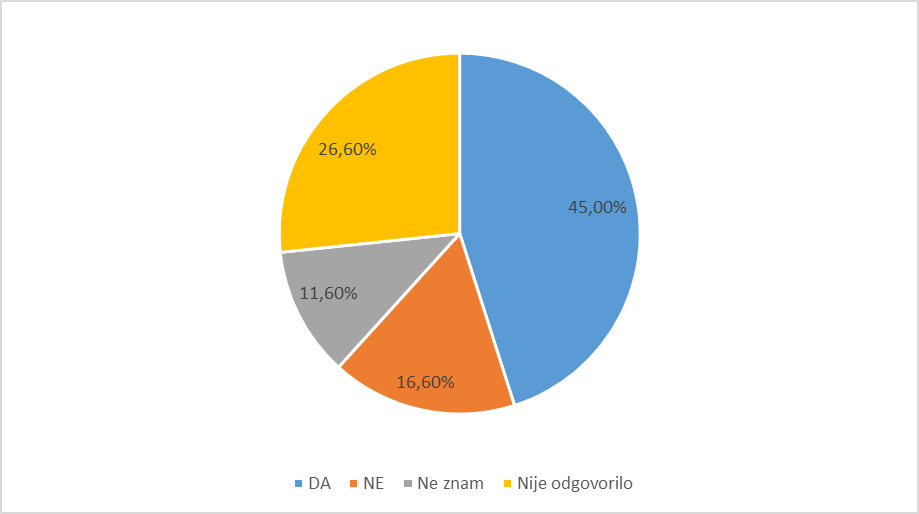 26,60%
45,00%
11,60%
16,60%
DA NE Ne znam Nije odgovorilo